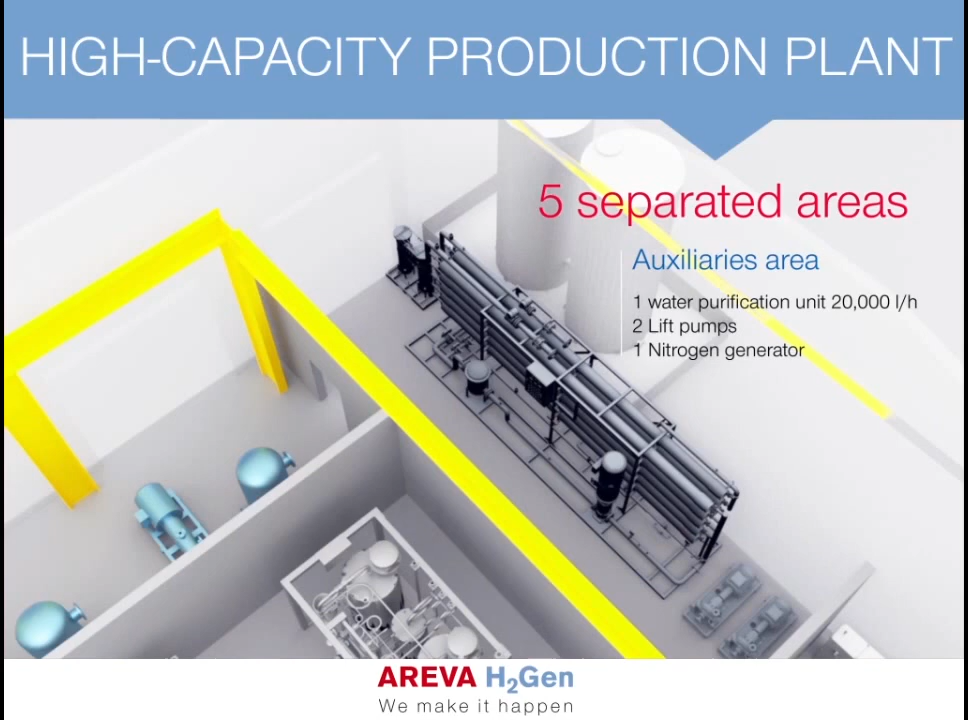 HIGH-CAPACITY PRODUCTION PLANT
5 separated areas
Auxiliaries area
1 water purification unit 20,000 l/h
2 Lift pumps
1 Nitrogen generator
AREVA H₂Gen
We make it happen